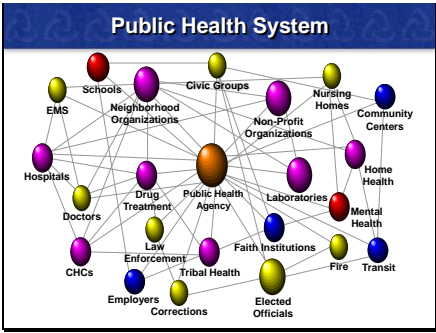 Public Health System
Schools
Civic Groups
Nursing
Homes
EMS
Neighborhood
Organizations
Non-Profit
Organizations
Community
Centers
Hospitals
Home
Health
Doctors
Drug
Treatment
Public Health
Agency
Laboratories
Mental
Health
Law
Enforcement
Faith Institutions
CHCs
Tribal Health
Fire
Transit
Employers
Corrections
Elected
Officials